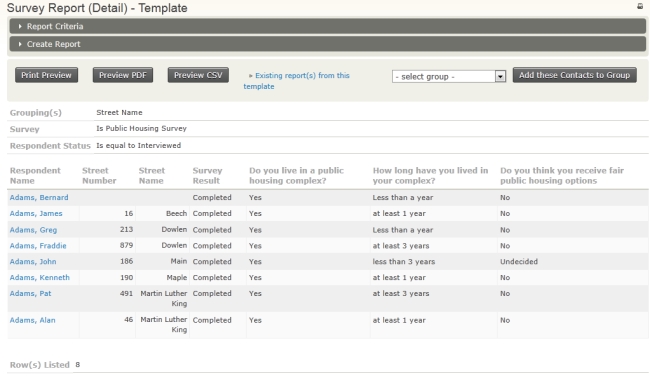 Survey Report (Detail) - Template
Report Criteria
Create Report
Print Preview Preview PDF Preview CSV » Existing report(s) from this template - select group - Add these Contacts to Group
Grouping(s) Street Name
Survey Is Public Housing Survey
Respondent Status Is equal to Interviewed
Respondent Name Street Number Street Name Survey Result Do you live in a public housing complex? How long have you lived in your complex? Do you think you receive fair public housing options
Adams, Bernard Completed Yes Less than a year No
Adams, James 16 Beech Completed Yes at least 1 year No
Adams, Greg 213 Dowlen Completed Yes Less than a year No
Adams, Fraddie 879 Dowlen Completed Yes at least 3 years No
Adams, John 186 Main Completed Yes less than 3 years Undecided
Adams, Kenneth 190 Maple Completed Yes at least 1 year No
Adams, Pat 491 Martin Luther King Completed Yes at least 3 years No
Adams, Alan 46 Martin Luther King Completed Yes at least 1 year No
Row(s) Listed 8